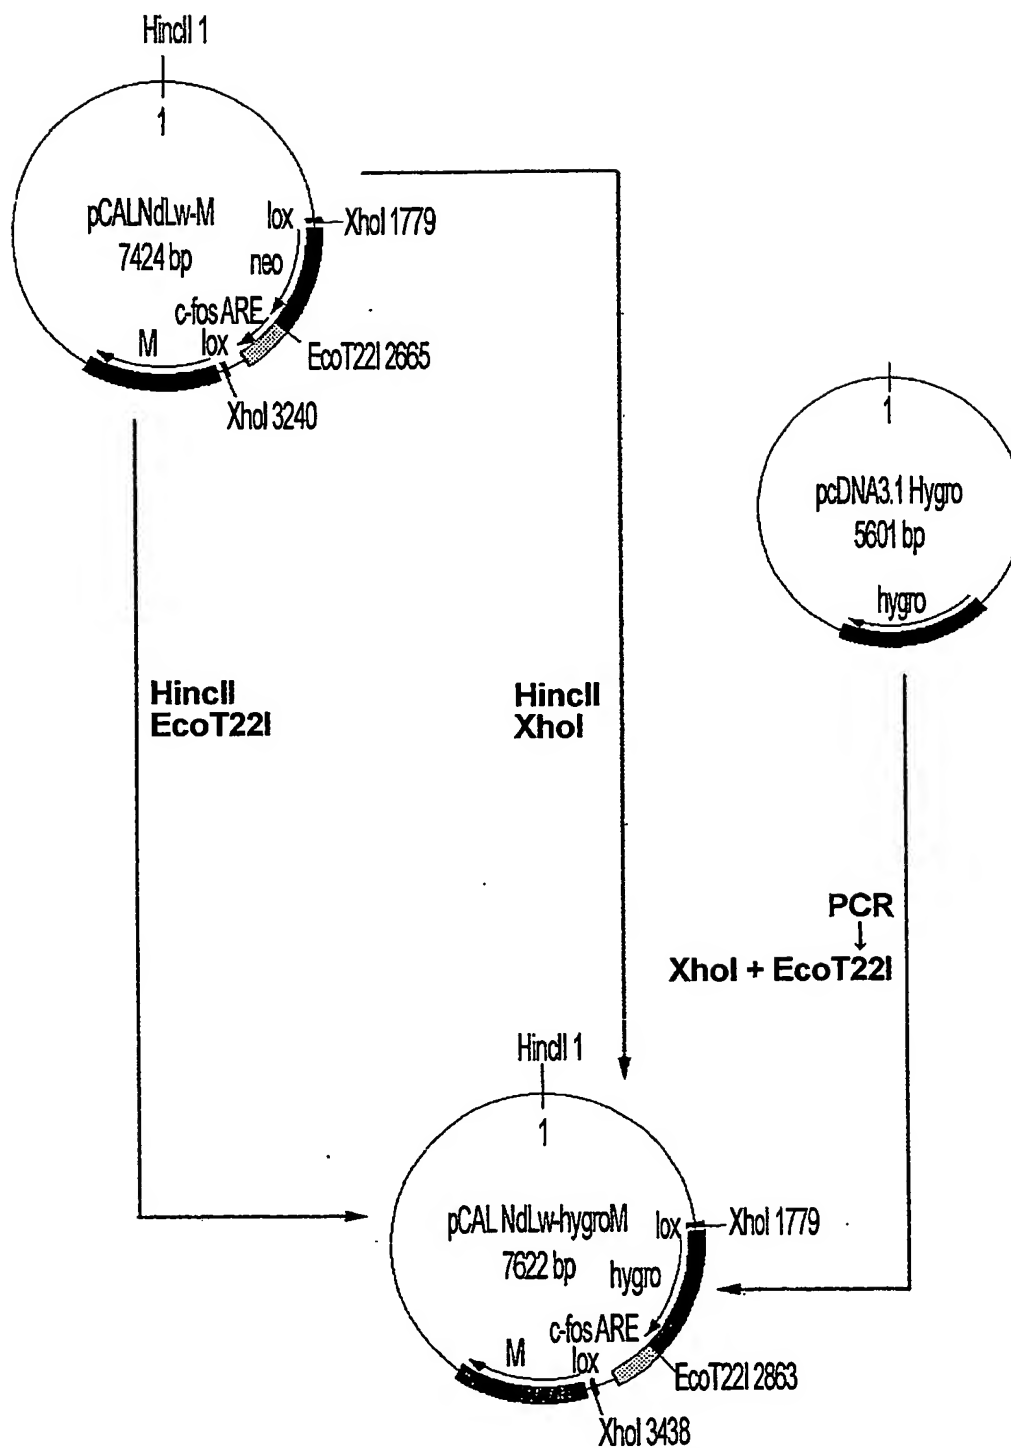 HincII 1
1
pCALNdLw-M
7424 bp
lox
XhoI 1779
neo
c-fos ARE
lox
M
EcoT22I 2665
XhoI 3240
1
pcDNA3.1 Hygro
5601 bp
hygro
HincII
EcoT22I
HincII
XhoI
PCR
XhoI + EcoT22I
HincII 1
1
pCAL NdLw-hygroM
7622 bp
lox
XhoI 1779
hygro
c-fos ARE
lox
M
EcoT22I 2863
XhoI 3438